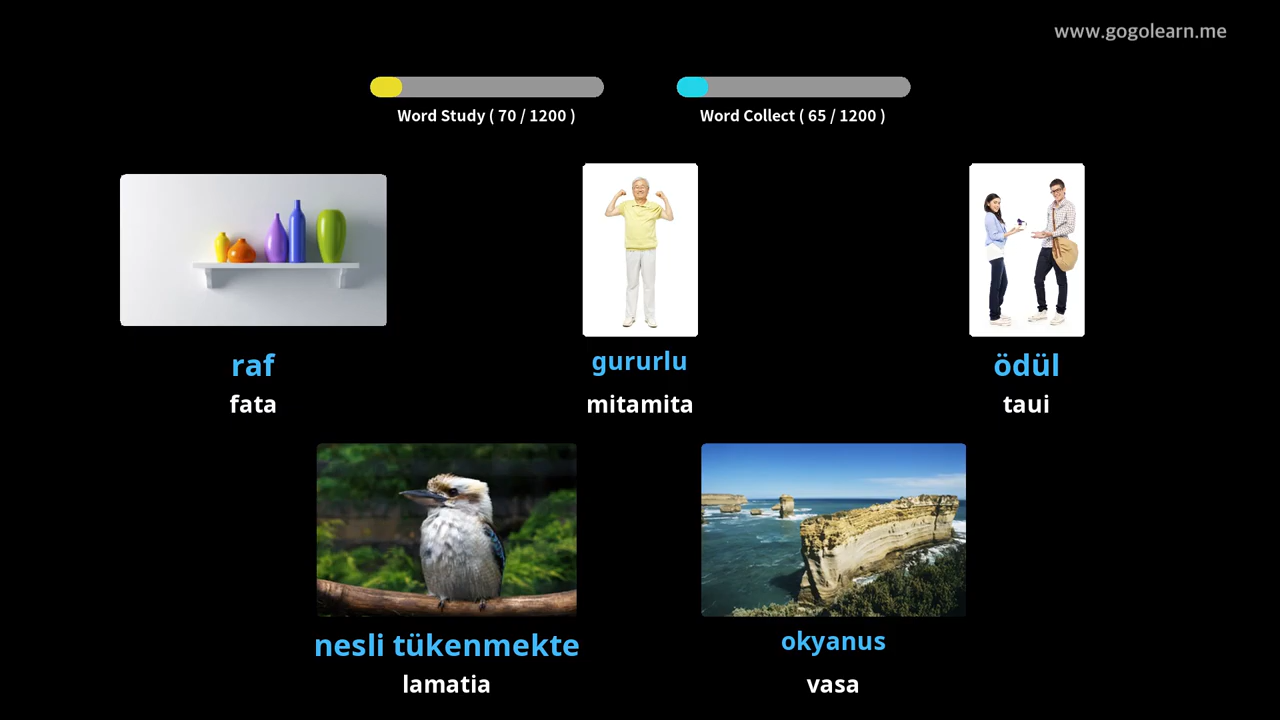 www.gogolearn.me
Word Study ( 70 / 1200 )
Word Collect ( 65 / 1200 )
raf
fata
gururlu
mitamita
ödül
taui
nesli tükenmekte
lamatia
okyanus
vasa